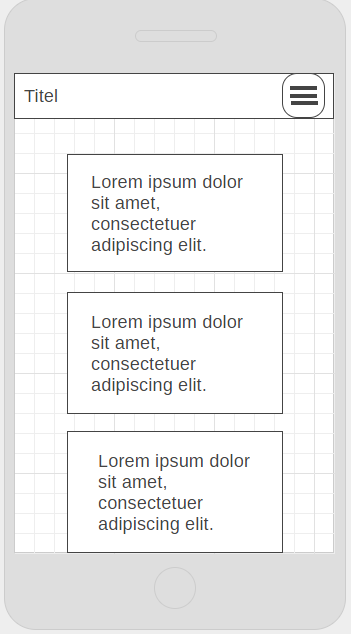 Titel
Lorem ipsum dolor
sit amet,
consectetuer
adipiscing elit.
Lorem ipsum dolor
sit amet,
consectetuer
adipiscing elit.
Lorem ipsum dolor
sit amet,
consectetuer
adipiscing elit.